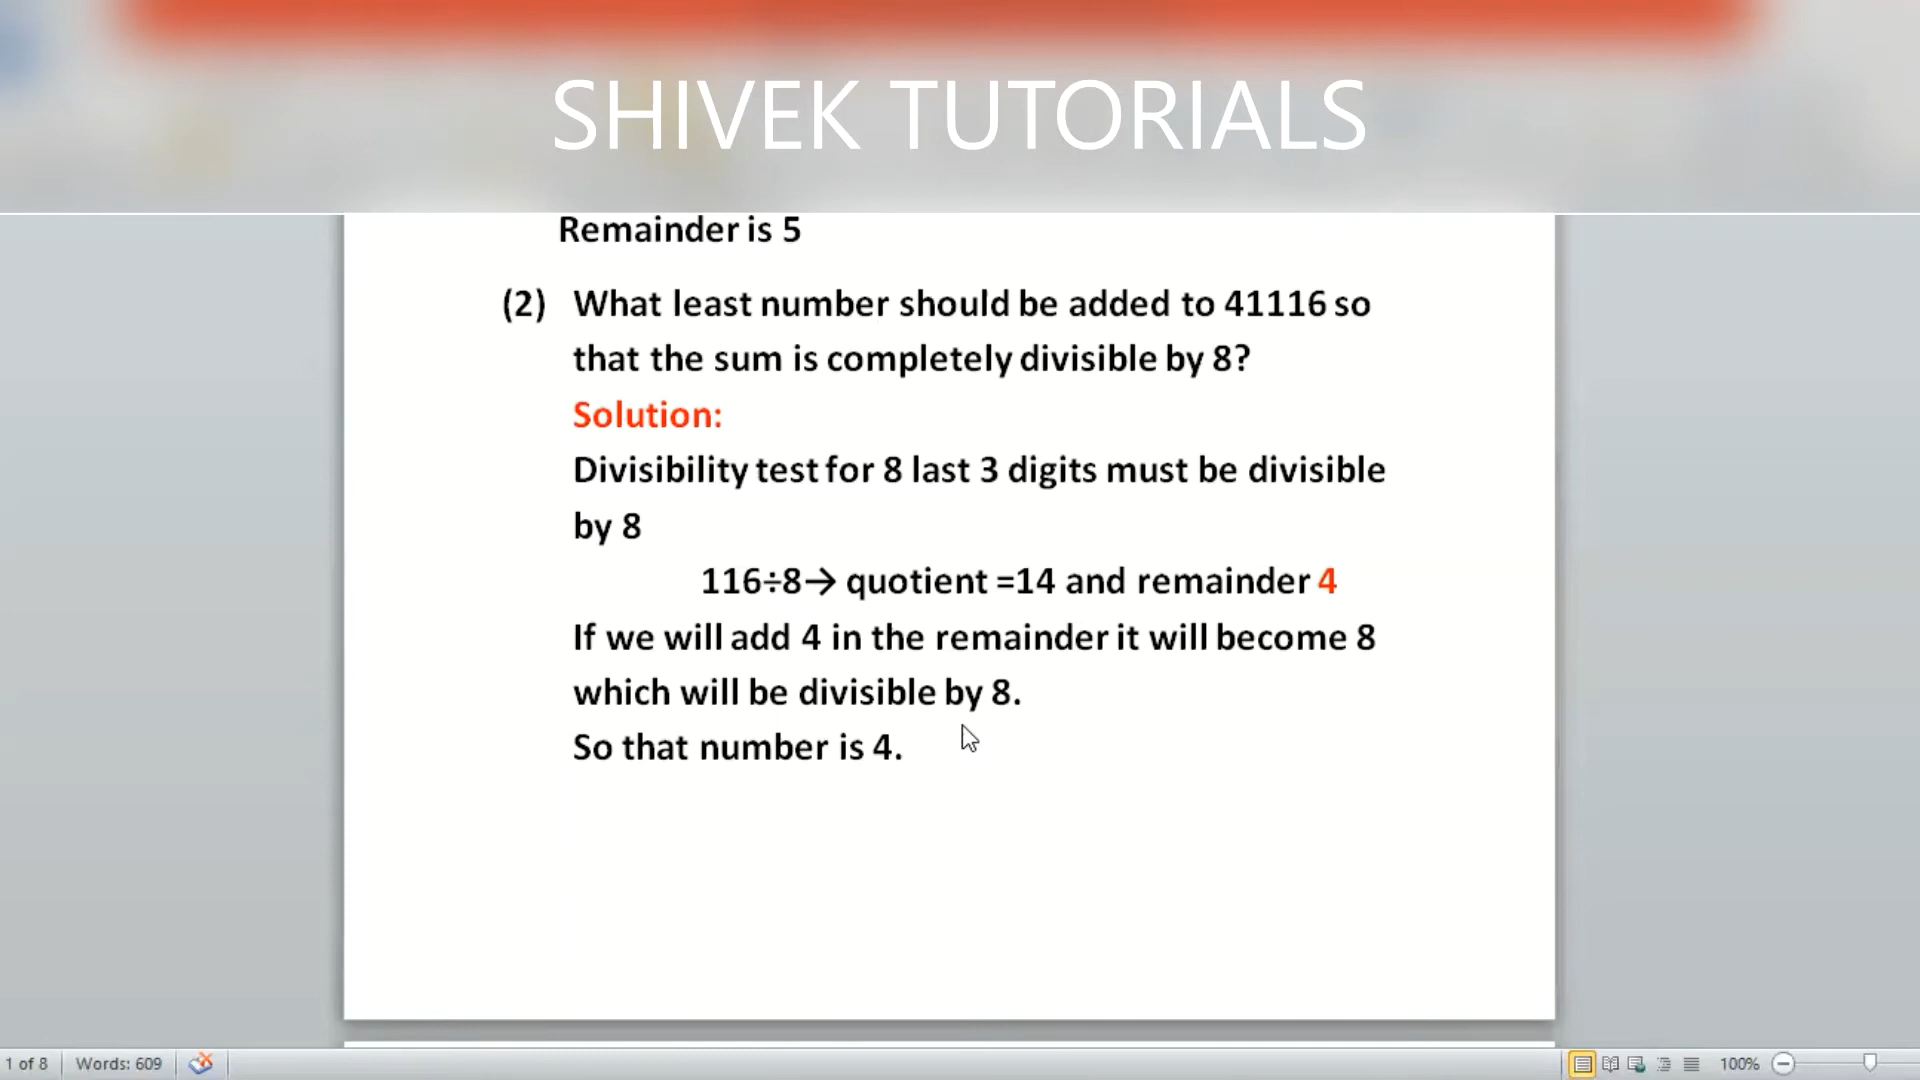 SHIVEK TUTORIALS
Remainder is 5
(2) What least number should be added to 41116 so
that the sum is completely divisible by 8?
Solution:
Divisibility test for 8 last 3 digits must be divisible
by 8
116÷8→ quotient =14 and remainder 4
If we will add 4 in the remainder it will become 8
which will be divisible by 8.
So that number is 4.
1 of 8 Words: 609 100%